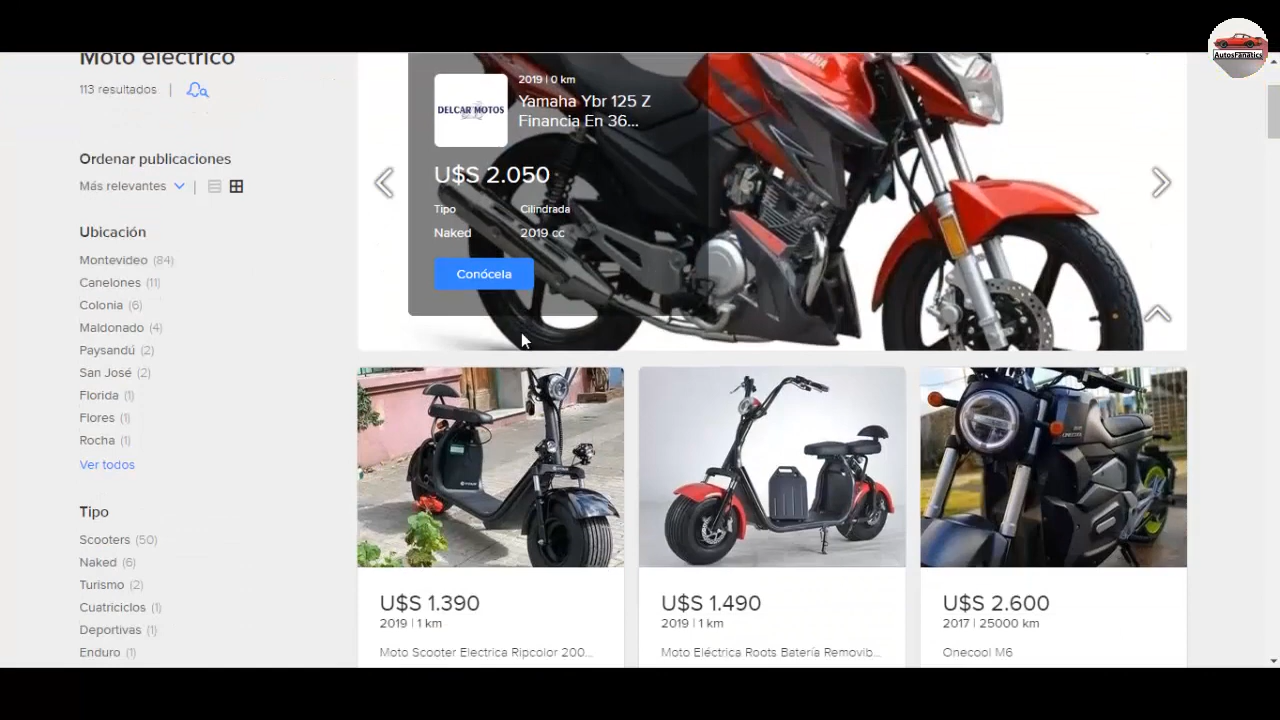 Moto eléctrico
113 resultados |
Ordenar publicaciones
Más relevantes |
Ubicación
Montevideo (84)
Canelones (11)
Colonia (6)
Maldonado (4)
Paysandú (2)
San José (2)
Florida (1)
Flores (1)
Rocha (1)
Ver todos
Tipo
Scooters (50)
Naked (6)
Turismo (2)
Cuatriciclos (1)
Deportivas (1)
Enduro (1)
AutosFanatics
YAMAHA
DELCAR MOTOS
2019 | 0 km
Yamaha Ybr 125 Z
Financia En 36...
U$S 2.050
Tipo Cilindrada
Naked 2019 cc
Conócela
U$S 1.390
2019 | 1 km
Moto Scooter Electrica Ripcolor 200...
U$S 1.490
2019 | 1 km
Moto Eléctrica Roots Batería Removib...
U$S 2.600
2017 | 25000 km
Onecool M6